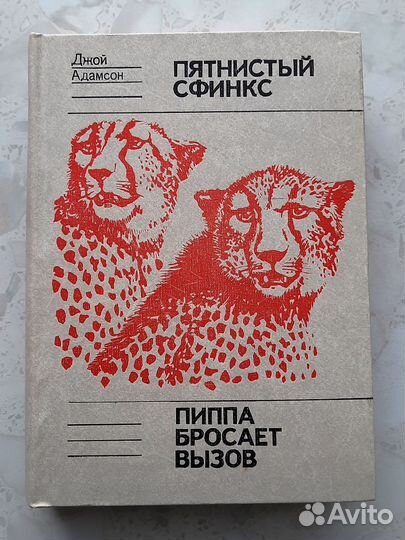 Джой
Адамсон
ПЯТНИСТЫЙ
СФИНКС
ПИППА
БРОСАЕТ
ВЫЗОВ
Avito